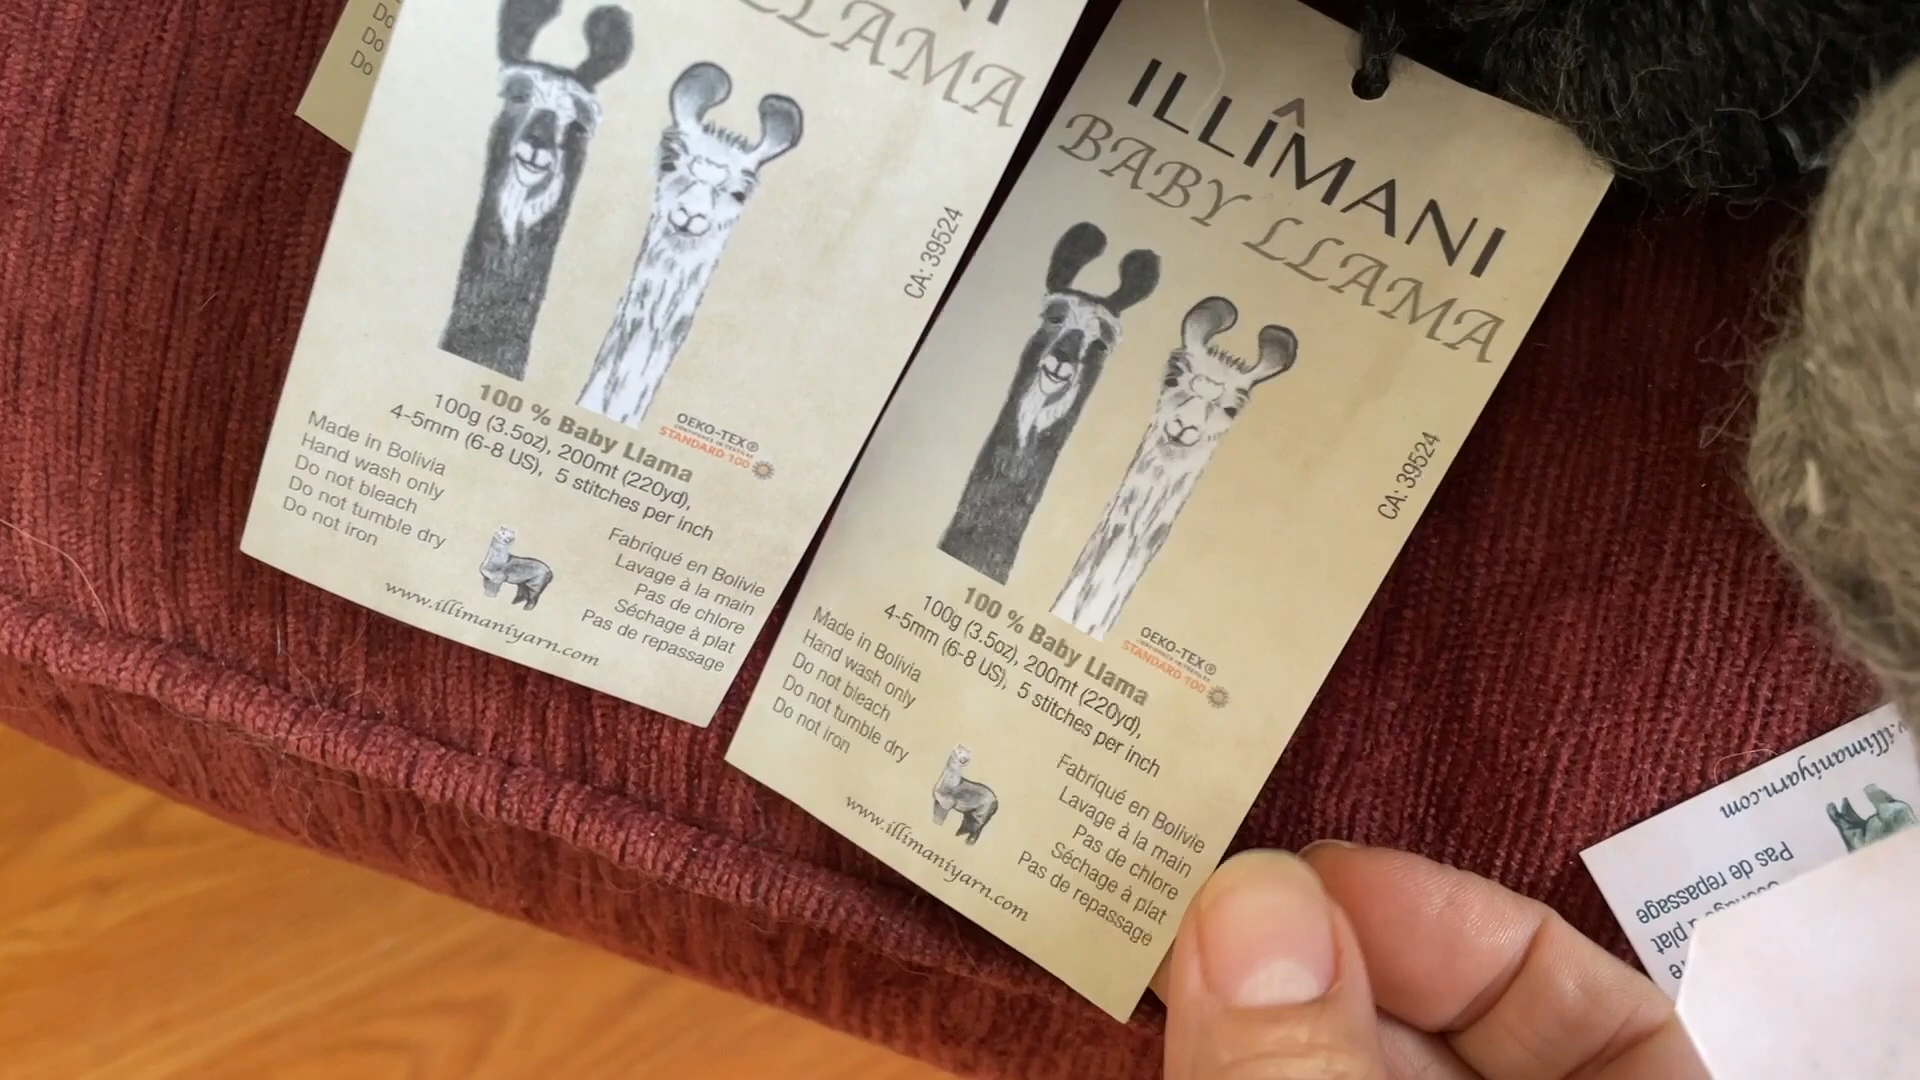 Do
Do
Do
LLAMA
100 % Baby Llama
100g (3.5oz), 200mt (220yd),
4-5mm (6-8 US), 5 stitches per inch
OEKO-TEX®
STANDARD 100
CA: 39524
Made in Bolivia
Hand wash only
Do not bleach
Do not tumble dry
Do not iron
Fabriqué en Bolivie
Lavage à la main
Pas de chlore
Séchage à plat
Pas de repassage
www.illimaniyarn.com
ILLIMANI
BABY LLAMA
100 % Baby Llama
100g (3.5oz), 200mt (220yd),
4-5mm (6-8 US), 5 stitches per inch
OEKO-TEX®
STANDARD 100
CA: 39524
Made in Bolivia
Hand wash only
Do not bleach
Do not tumble dry
Do not iron
Fabriqué en Bolivie
Lavage à la main
Pas de chlore
Séchage à plat
Pas de repassage
www.illimaniyarn.com
.illimaniyarn.com
à plat
Pas de repassage